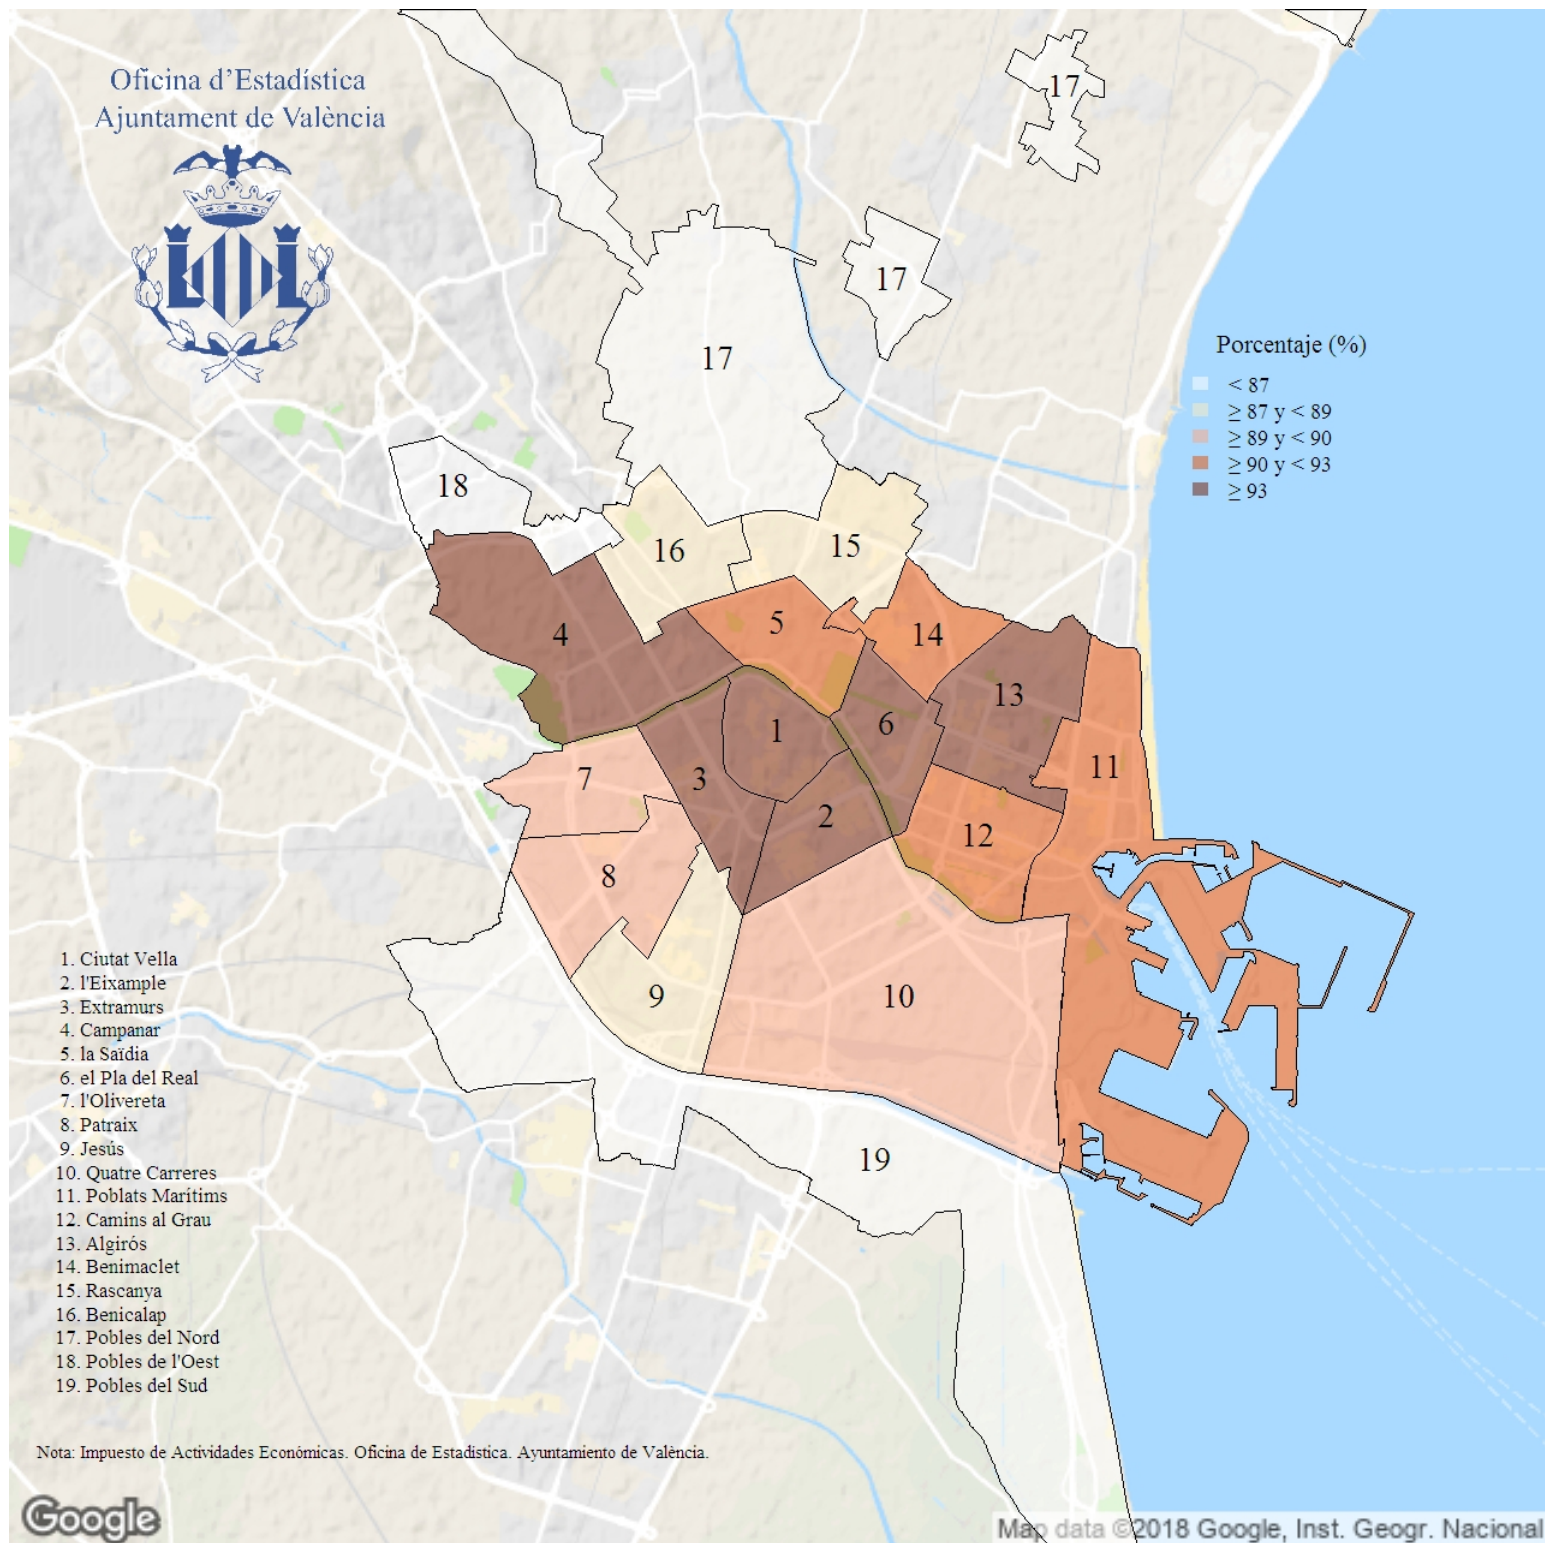 Oficina d'Estadística
Ajuntament de València
17
17
17
Porcentaje (%)
< 87
≥ 87 y < 89
≥ 89 y < 90
≥ 90 y < 93
≥ 93
18
16
15
5
14
4
13
6
1
11
7
3
2
12
8
9
10
19
1. Ciutat Vella
2. l'Eixample
3. Extramurs
4. Campanar
5. la Saïdia
6. el Pla del Real
7. l'Olivereta
8. Patraix
9. Jesús
10. Quatre Carreres
11. Poblats Marítims
12. Camins al Grau
13. Algirós
14. Benimaclet
15. Rascanya
16. Benicalap
17. Pobles del Nord
18. Pobles de l'Oest
19. Pobles del Sud
Nota: Impuesto de Actividades Económicas. Oficina de Estadística. Ayuntamiento de València.
Google
Map data ©2018 Google, Inst. Geogr. Nacional